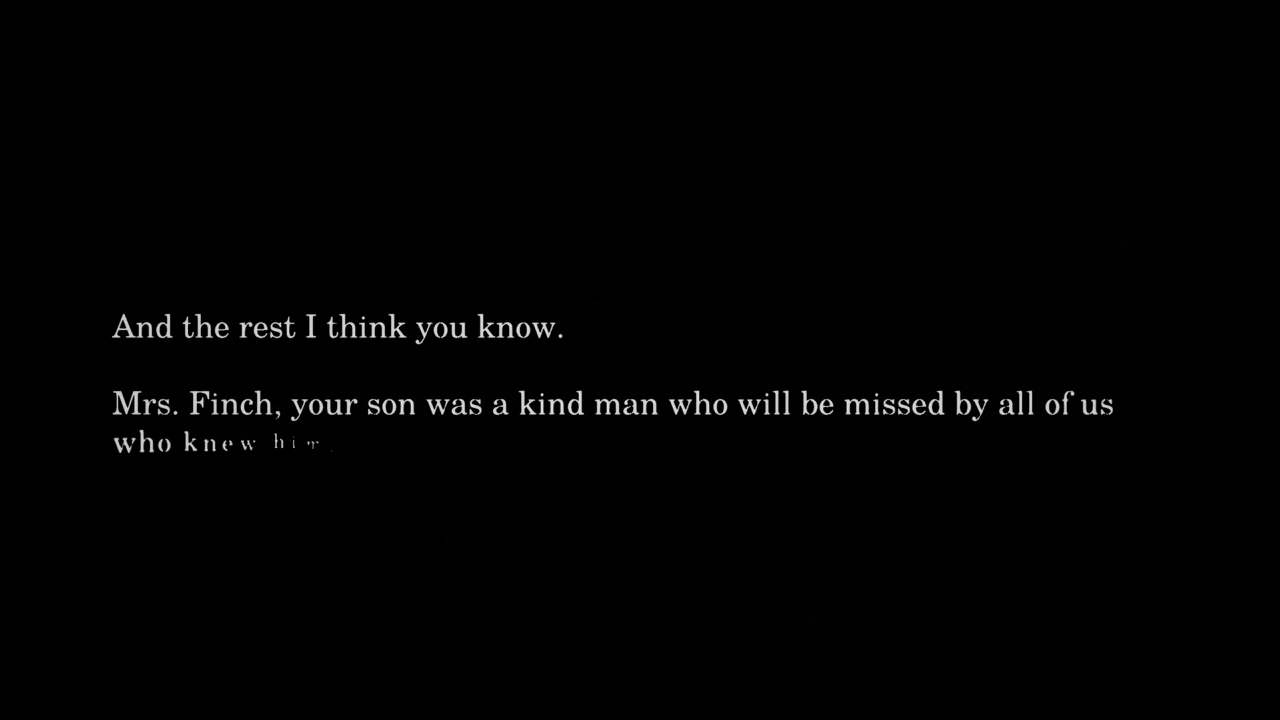 And the rest I think you know.
Mrs. Finch, your son was a kind man who will be missed by all of us
who knew him.